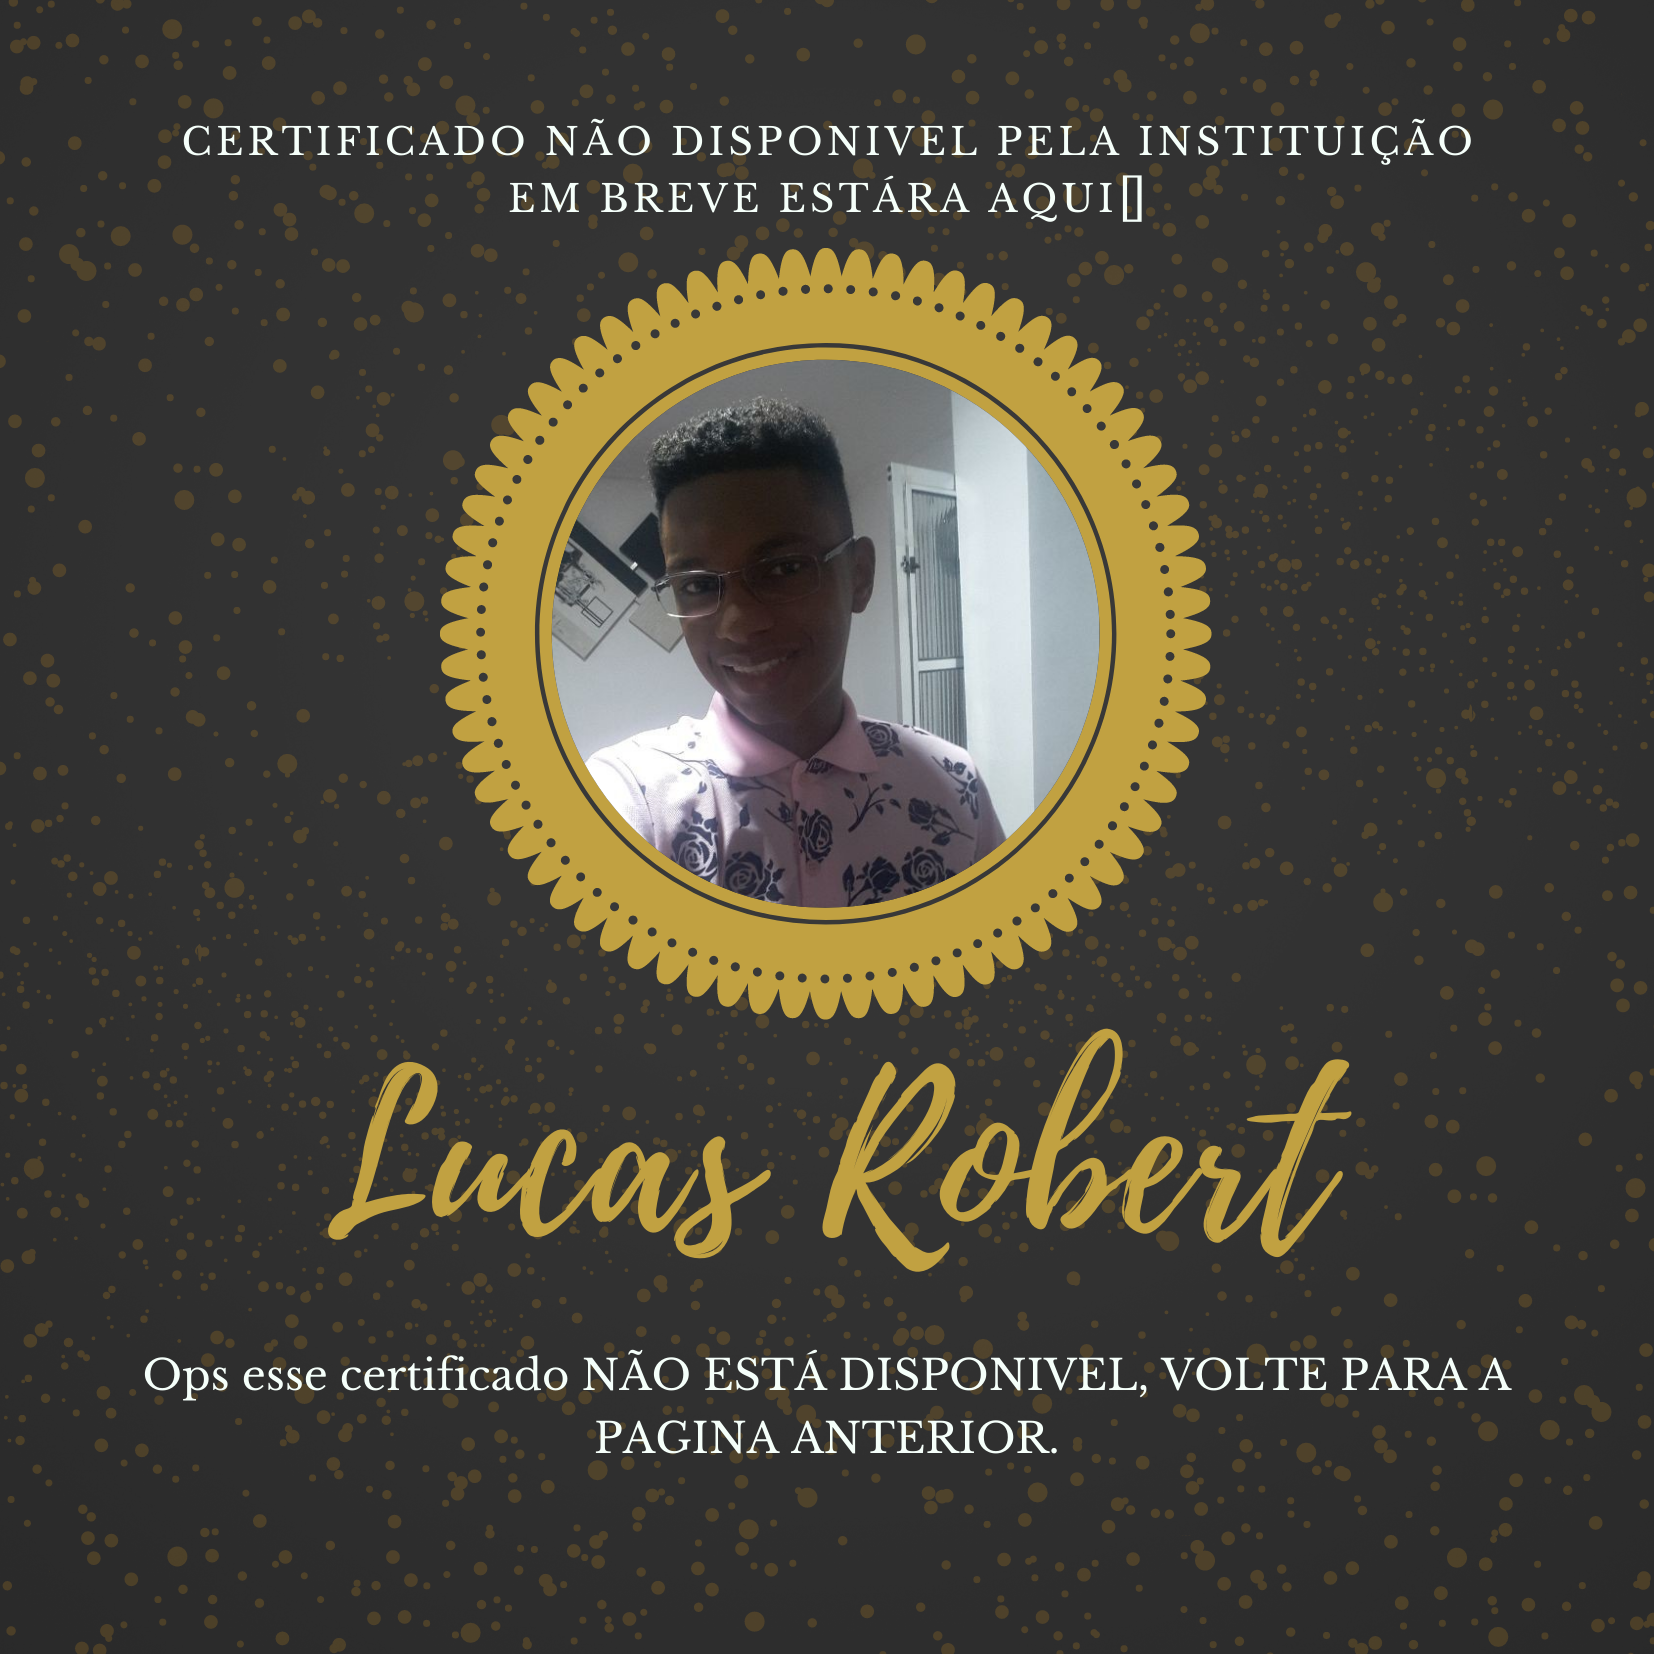 CERTIFICADO NÃO DISPONIVEL PELA INSTITUIÇÃO
EM BREVE ESTÁRA AQUI[]
Lucas Robert
Ops esse certificado NÃO ESTÁ DISPONIVEL, VOLTE PARA A
PAGINA ANTERIOR.